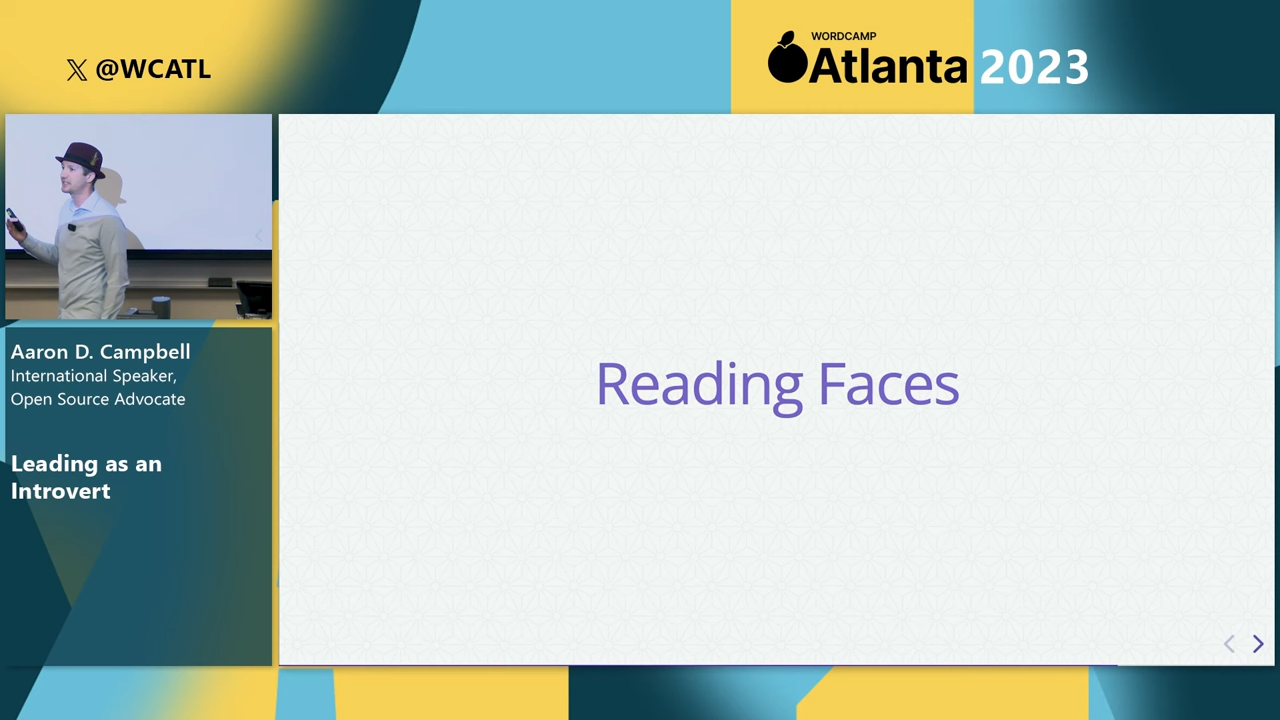 𝕏 @WCATL
WORDCAMP
Atlanta 2023
Aaron D. Campbell
International Speaker,
Open Source Advocate
Leading as an
Introvert
Reading Faces